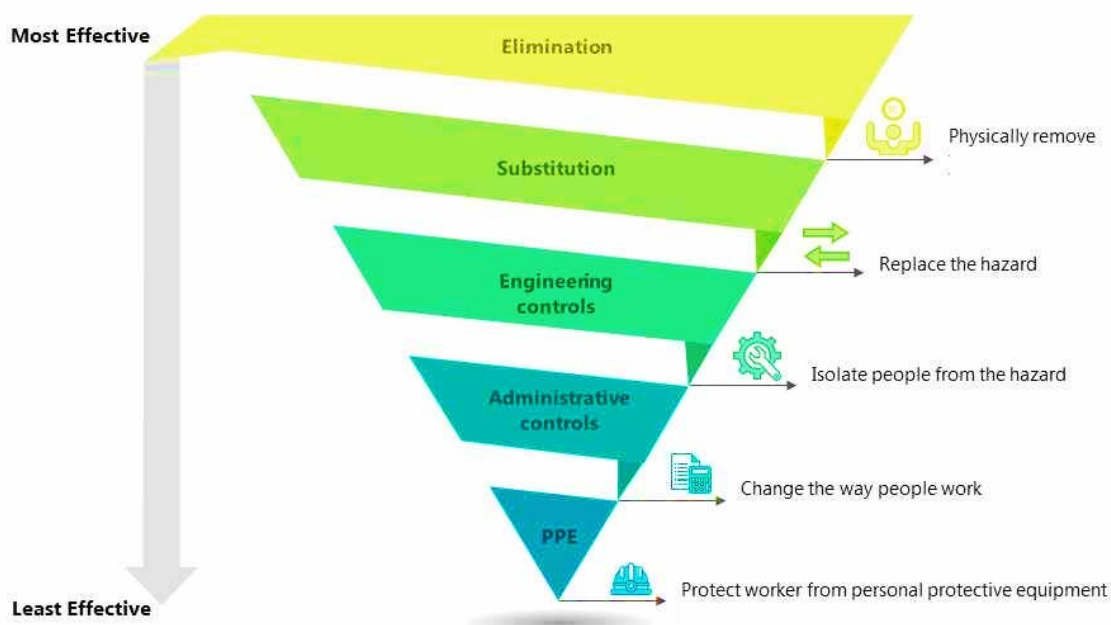 Most Effective
Elimination
Physically remove
Substitution
Replace the hazard
Engineering
controls
Isolate people from the hazard
Administrative
controls
Change the way people work
PPE
Protect worker from personal protective equipment
Least Effective